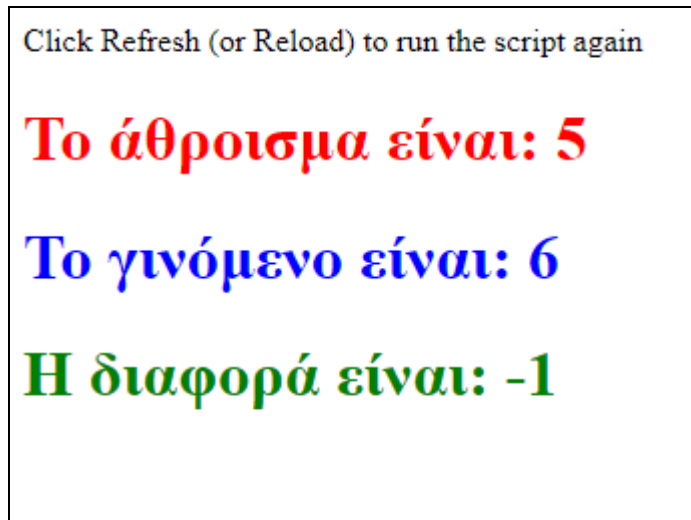 Click Refresh (or Reload) to run the script again
Το άθροισμα είναι: 5
Το γινόμενο είναι: 6
Η διαφορά είναι: -1